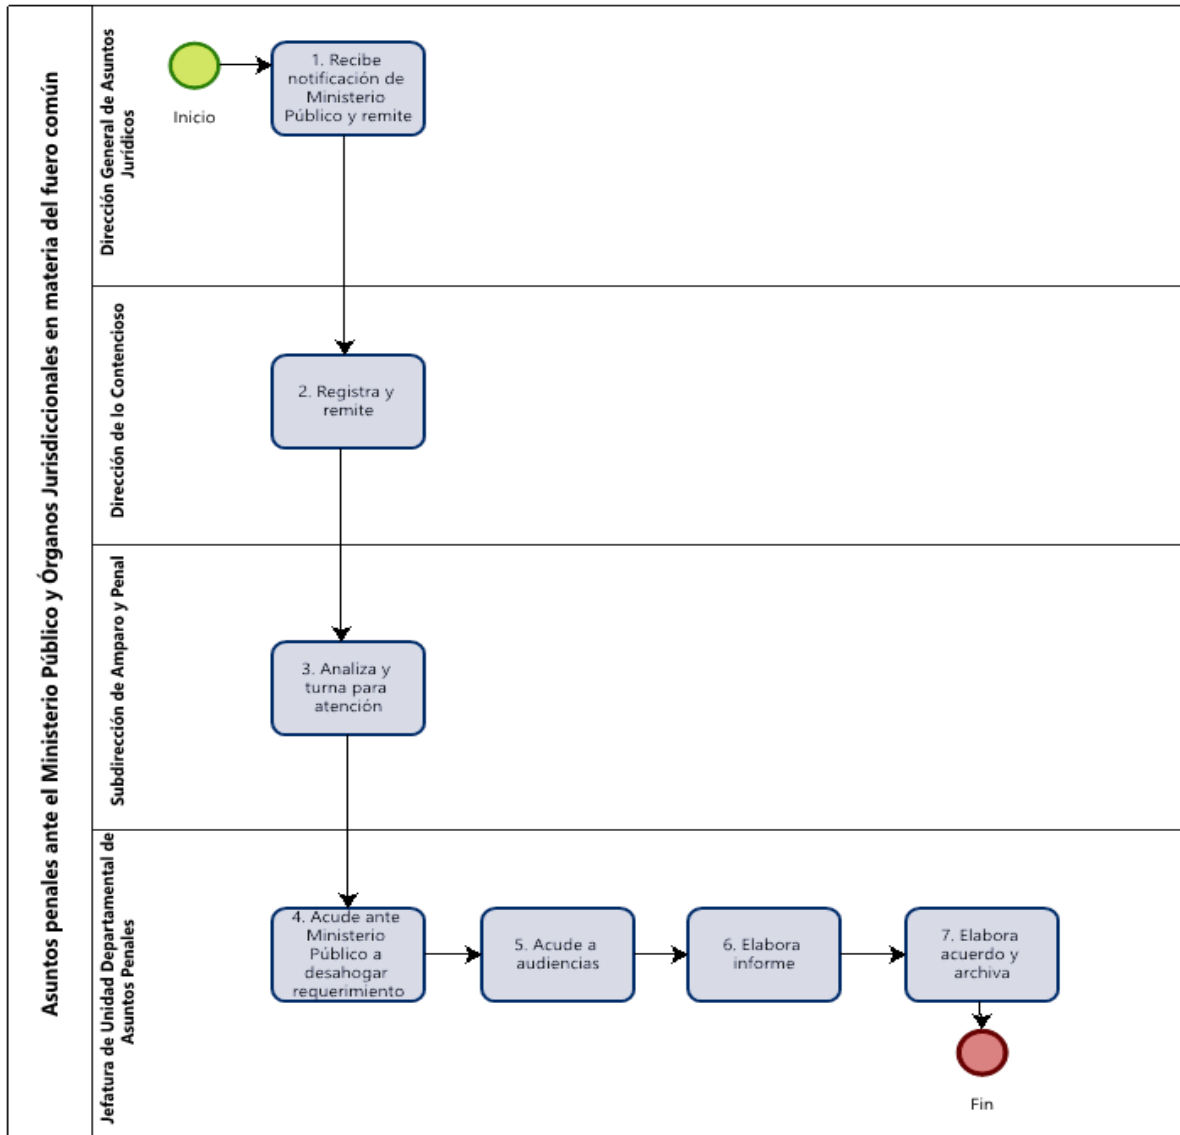 Asuntos penales ante el Ministerio Público y Órganos Jurisdiccionales en materia del fuero común
Dirección General de Asuntos
Jurídicos
Inicio
1. Recibe
notificación de
Ministerio
Público y remite
Dirección de lo Contencioso
2. Registra y
remite
Subdirección de Amparo y Penal
3. Analiza y
turna para
atención
Jefatura de Unidad Departamental de
Asuntos Penales
4. Acude ante
Ministerio
Público a
desahogar
requerimiento
5. Acude a
audiencias
6. Elabora
informe
7. Elabora
acuerdo y
archiva
Fin